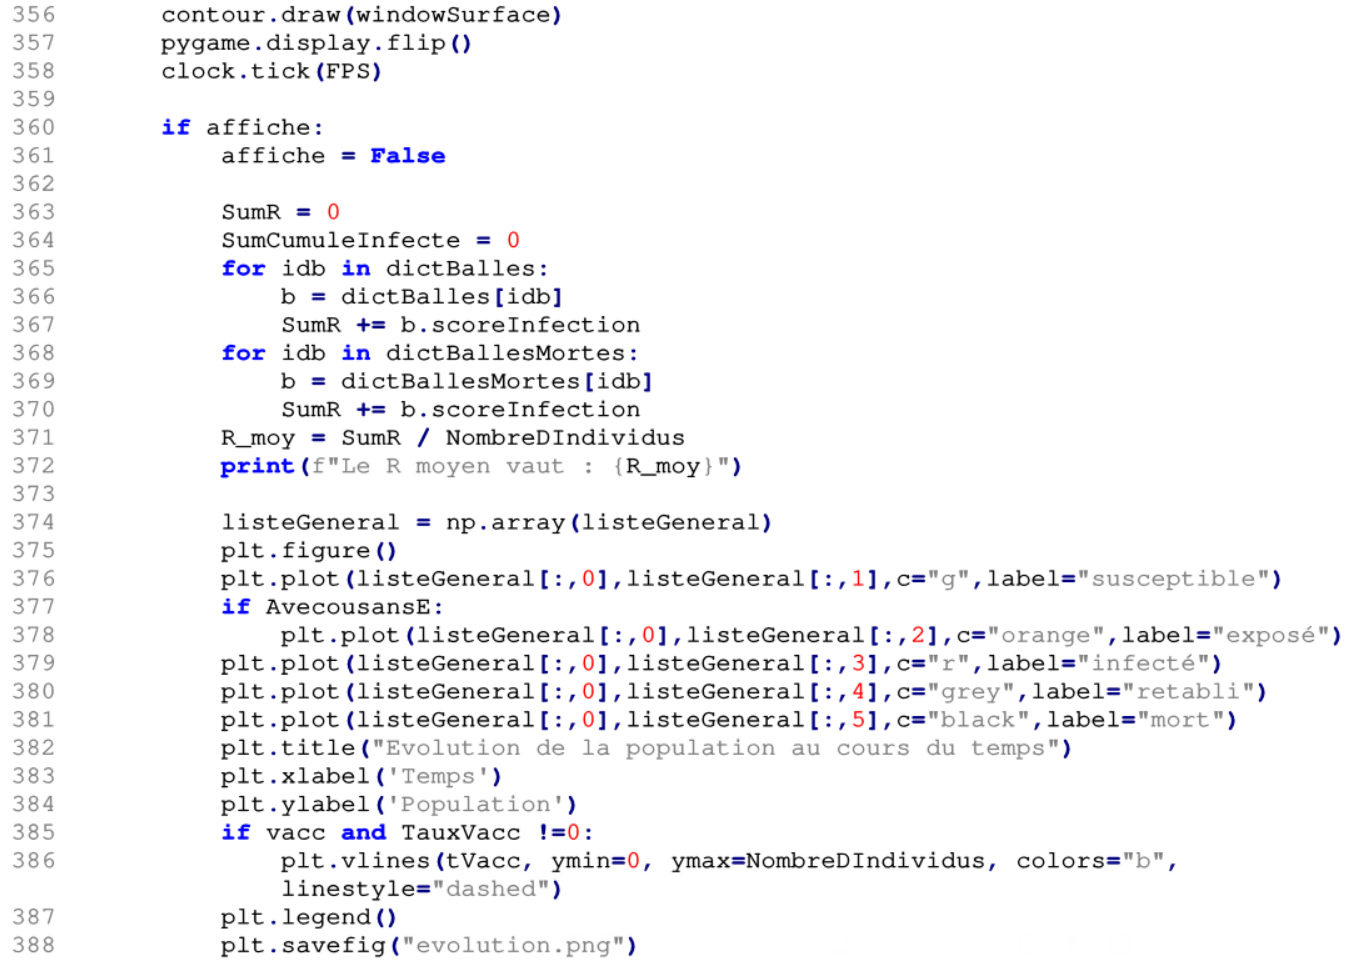 356 contour.draw(windowSurface)
357 pygame.display.flip()
358 clock.tick(FPS)
359
360 if affiche:
361 affiche = False
362
363 SumR = 0
364 SumCumuleInfecte = 0
365 for idb in dictBalles:
366 b = dictBalles[idb]
367 SumR += b.scoreInfection
368 for idb in dictBallesMortes:
369 b = dictBallesMortes[idb]
370 SumR += b.scoreInfection
371 R_moy = SumR / NombreDIndividus
372 print(f"Le R moyen vaut : {R_moy}")
373
374 listeGeneral = np.array(listeGeneral)
375 plt.figure()
376 plt.plot(listeGeneral[:,0],listeGeneral[:,1],c="g",label="susceptible")
377 if AvecousansE:
378 plt.plot(listeGeneral[:,0],listeGeneral[:,2],c="orange",label="exposé")
379 plt.plot(listeGeneral[:,0],listeGeneral[:,3],c="r",label="infecté")
380 plt.plot(listeGeneral[:,0],listeGeneral[:,4],c="grey",label="retabli")
381 plt.plot(listeGeneral[:,0],listeGeneral[:,5],c="black",label="mort")
382 plt.title("Evolution de la population au cours du temps")
383 plt.xlabel('Temps')
384 plt.ylabel('Population')
385 if vacc and TauxVacc !=0:
386 plt.vlines(tVacc, ymin=0, ymax=NombreDIndividus, colors="b",
linestyle="dashed")
387 plt.legend()
388 plt.savefig("evolution.png")